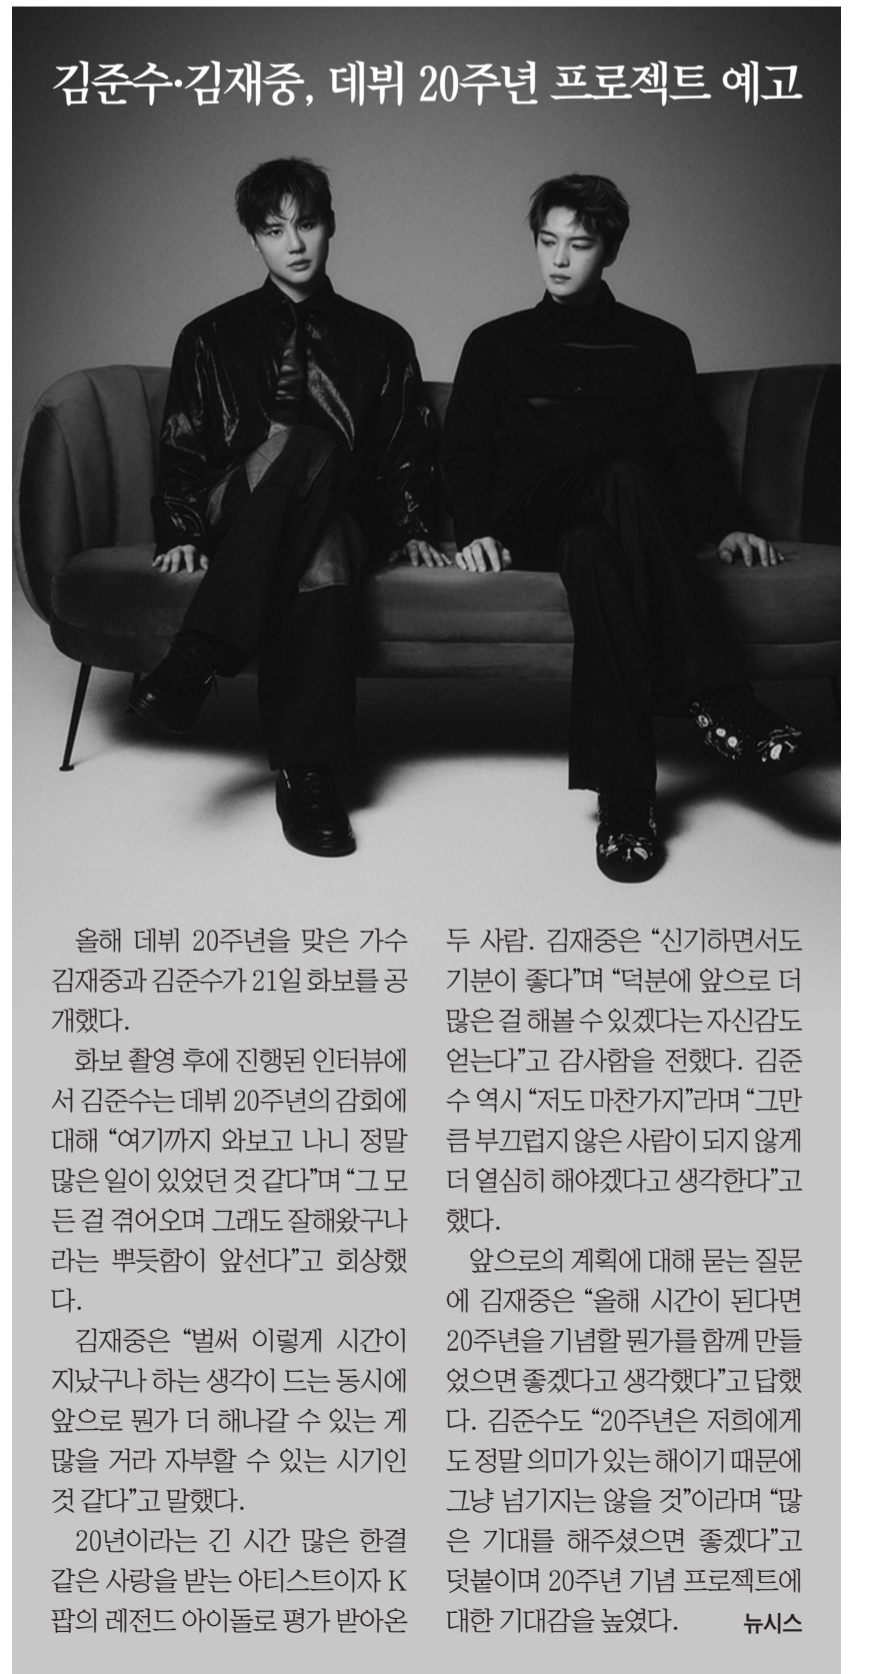 김준수·김재중, 데뷔 20주년 프로젝트 예고
올해 데뷔 20주년을 맞은 가수
김재중과 김준수가 21일 화보를 공
개했다.
화보 촬영 후에 진행된 인터뷰에
서 김준수는 데뷔 20주년의 감회에
대해 “여기까지 와보고 나니 정말
많은 일이 있었던 것 같다”며 “그 모
든 걸 겪어오며 그래도 잘해왔구나
라는 뿌듯함이 앞선다”고 회상했
다.
김재중은 “벌써 이렇게 시간이
지났구나 하는 생각이 드는 동시에
앞으로 뭔가 더 해나갈 수 있는 게
많을 거라 자부할 수 있는 시기인
것 같다”고 말했다.
20년이라는 긴 시간 많은 한결
같은 사랑을 받는 아티스트이자 K
팝의 레전드 아이돌로 평가 받아온
두 사람. 김재중은 “신기하면서도
기분이 좋다”며 “덕분에 앞으로 더
많은 걸 해볼 수 있겠다는 자신감도
얻는다”고 감사함을 전했다. 김준
수 역시 “저도 마찬가지”라며 “그만
큼 부끄럽지 않은 사람이 되지 않게
더 열심히 해야겠다고 생각한다”고
했다.
앞으로의 계획에 대해 묻는 질문
에 김재중은 “올해 시간이 된다면
20주년을 기념할 뭔가를 함께 만들
었으면 좋겠다고 생각했다”고 답했
다. 김준수도 “20주년은 저희에게
도 정말 의미가 있는 해이기 때문에
그냥 넘기지는 않을 것”이라며 “많
은 기대를 해주셨으면 좋겠다”고
덧붙이며 20주년 기념 프로젝트에
대한 기대감을 높였다. 뉴시스